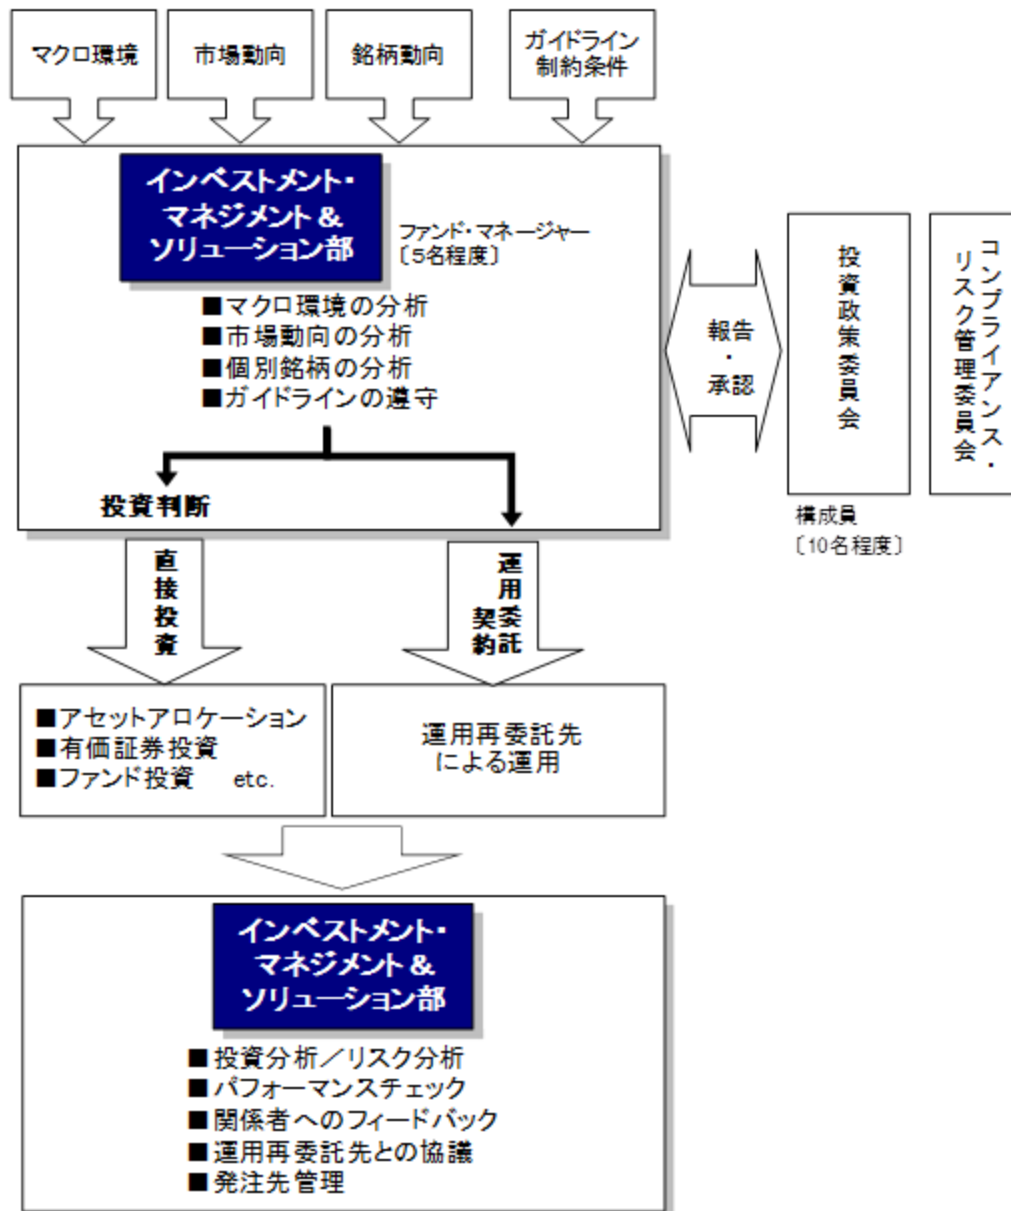 マクロ環境
市場動向
銘柄動向
ガイドライン
制約条件
インベストメント・
マネジメント＆
ソリューション部
ファンド・マネージャー
〔5名程度〕
■マクロ環境の分析
■市場動向の分析
■個別銘柄の分析
■ガイドラインの遵守
投資判断
報告
・
承認
投資政策委員会
構成員
〔10名程度〕
コンプライアンス・
リスク管理委員会
直接投資
運用委託
契約
■アセットアロケーション
■有価証券投資
■ファンド投資　etc.
運用再委託先
による運用
インベストメント・
マネジメント＆
ソリューション部
■投資分析／リスク分析
■パフォーマンスチェック
■関係者へのフィードバック
■運用再委託先との協議
■発注先管理